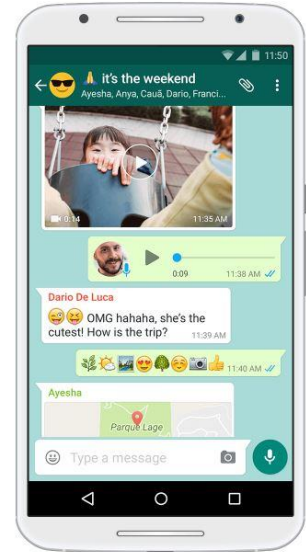 11:50
🙏 it's the weekend
Ayesha, Anya, Cauã, Dario, Franci...
0:14
11:35 AM
0:09
11:38 AM
Dario De Luca
😜😝 OMG hahaha, she's the
cutest! How is the trip?
11:39 AM
🌿🌤🏞😍🌳☺📷👍 11:40 AM
Ayesha
Parque Lage
Type a message